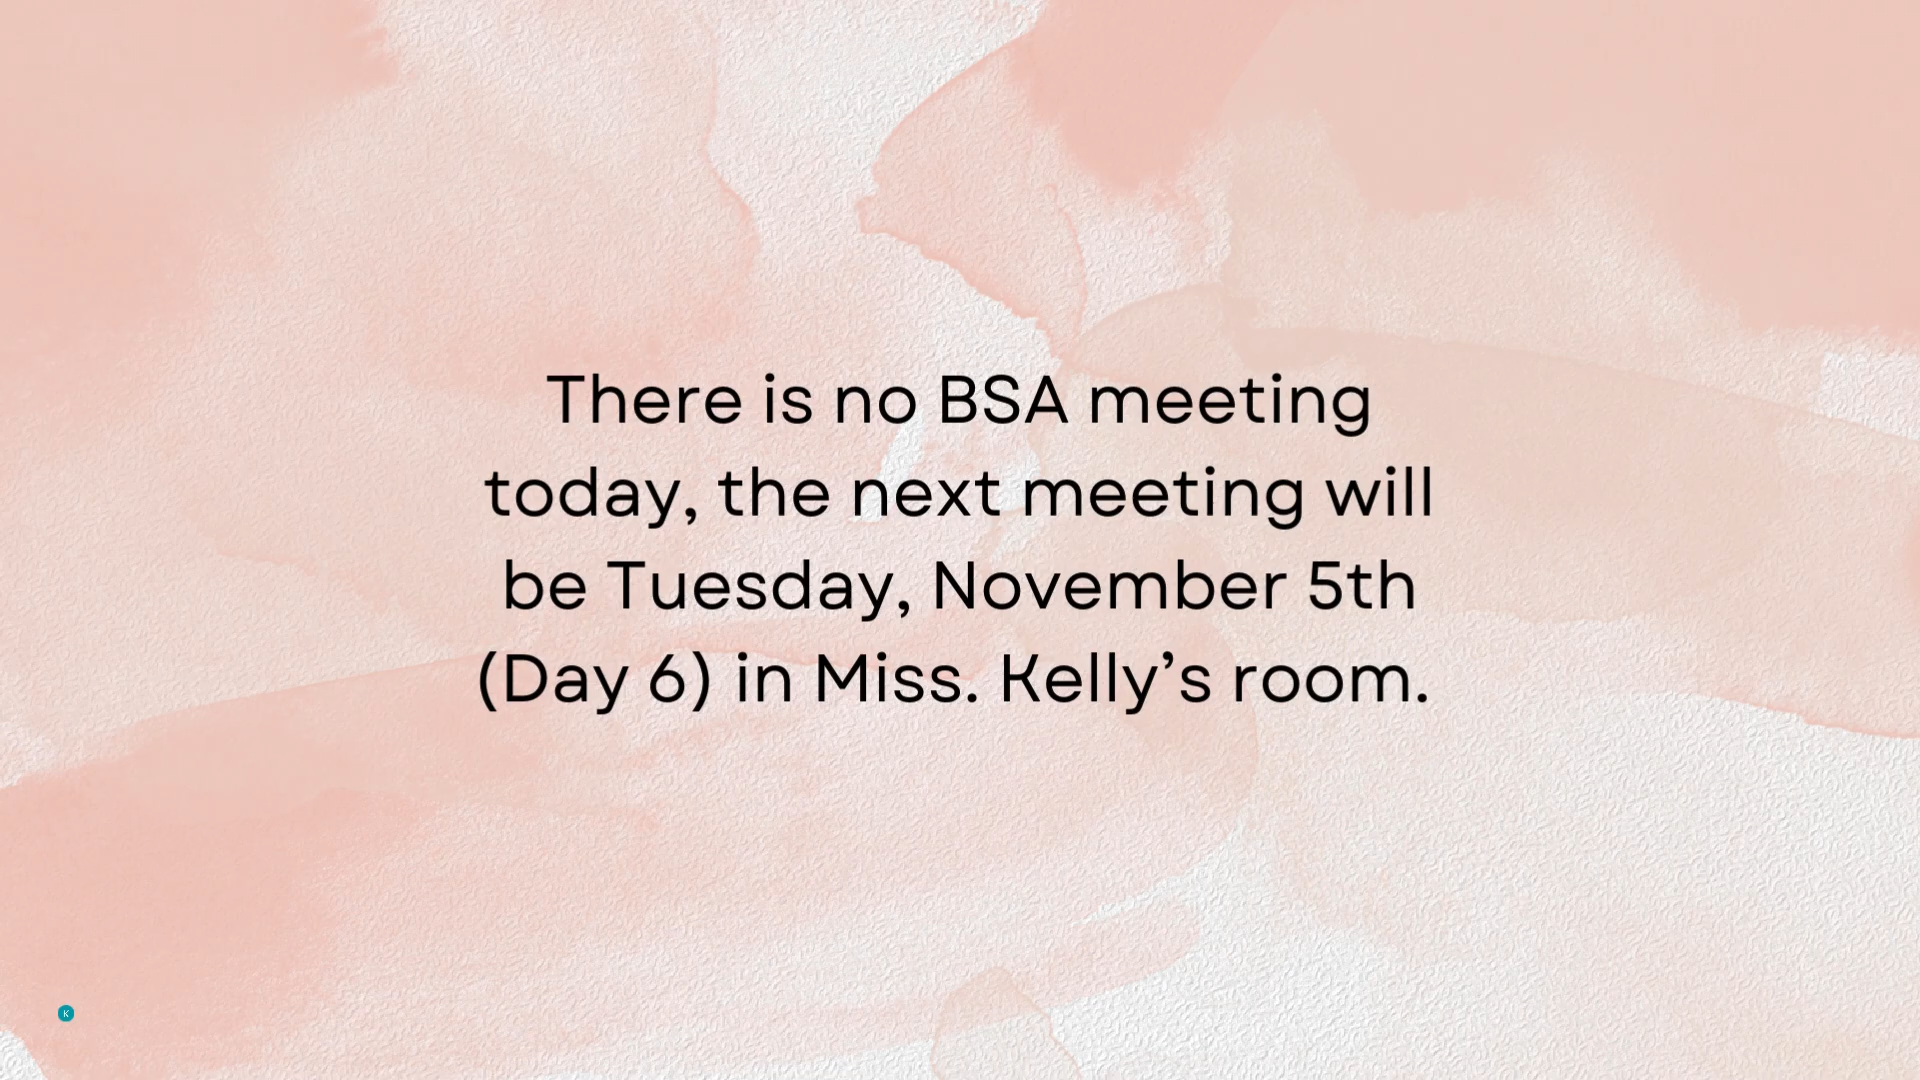 There is no BSA meeting
today, the next meeting will
be Tuesday, November 5th
(Day 6) in Miss. Kelly’s room.
K